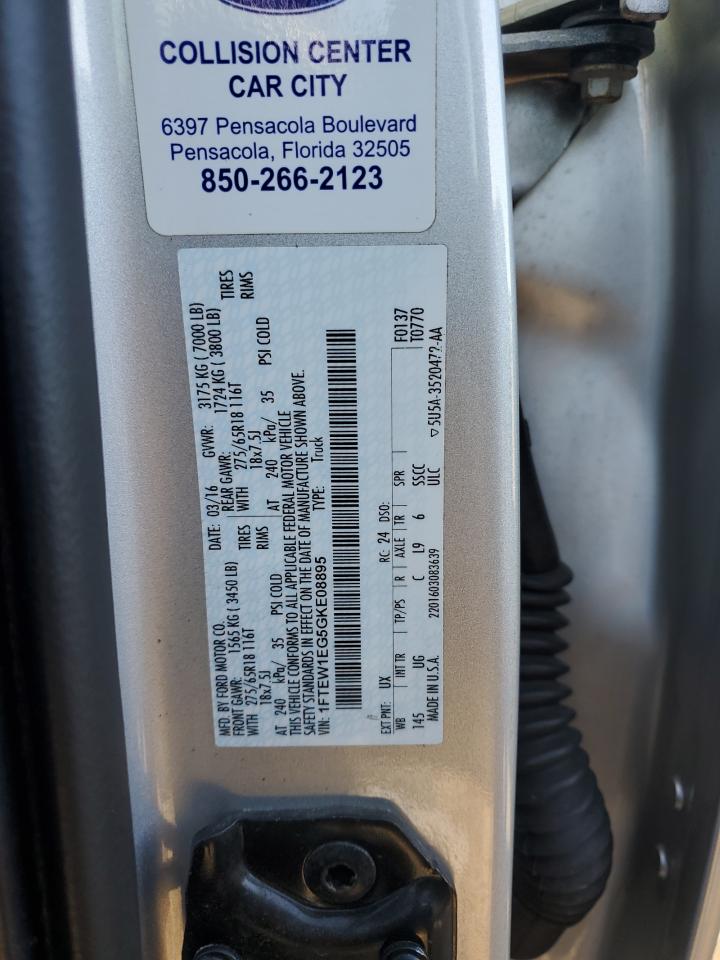 COLLISION CENTER
CAR CITY
6397 Pensacola Boulevard
Pensacola, Florida 32505
850-266-2123
MFD. BY FORD MOTOR CO.
DATE: 03/16 GVWR: 3175 KG ( 7000 LB)
FRONT GAWR: 1565 KG ( 3450 LB) REAR GAWR: 1724 KG ( 3800 LB)
WITH 275/65R18 116T TIRES WITH 275/65R18 116T TIRES
18x7.5J RIMS 18x7.5J RIMS
AT 240 kPa/ 35 PSI COLD AT 240 kPa/ 35 PSI COLD
THIS VEHICLE CONFORMS TO ALL APPLICABLE FEDERAL MOTOR VEHICLE
SAFETY STANDARDS IN EFFECT ON THE DATE OF MANUFACTURE SHOWN ABOVE.
VIN: 1FTEW1EG5GKE08895 TYPE: Truck
EXT PNT: UX RC: 24 DSO: F0137
WB INT TR TP/PS R AXLE TR SPR T0770
145 UG C L9 6 SSCC
MADE IN U.S.A. 2201603083639 ULC ▽5U5A-3520472-AA